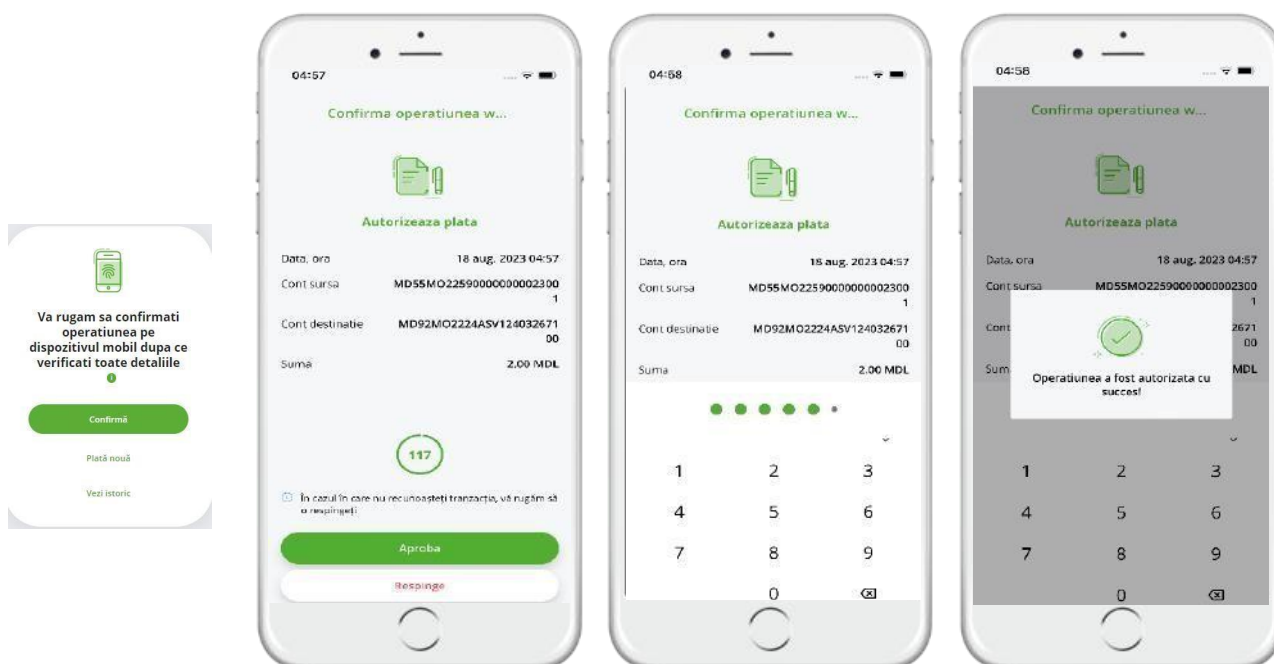 Va rugam sa confirmati
operatiunea pe
dispozitivul mobil dupa ce
verificati toate detaliile
i
Confirmă
Plată nouă
Vezi istoric
04:57
Confirma operatiunea w...
Autorizeaza plata
Data, ora 18 aug. 2023 04:57
Cont sursa MD55MO22590000000002300
1
Cont destinatie MD92MO2224ASV124032671
00
Suma 2.00 MDL
117
În cazul în care nu recunoașteți tranzacția, vă rugăm să
o respingeți
Aproba
Respinge
04:58
Confirma operatiunea w...
Autorizeaza plata
Data, ora 18 aug. 2023 04:57
Cont sursa MD55MO22590000000002300
1
Cont destinatie MD92MO2224ASV124032671
00
Suma 2.00 MDL
1 2 3
4 5 6
7 8 9
0
04:58
Confirma operatiunea w...
Autorizeaza plata
Data, ora 18 aug. 2023 04:57
Cont sursa MD55MO22590000000002300
1
Cont 2671
00
Sum MDL
Operatiunea a fost autorizata cu
succes!
1 2 3
4 5 6
7 8 9
0